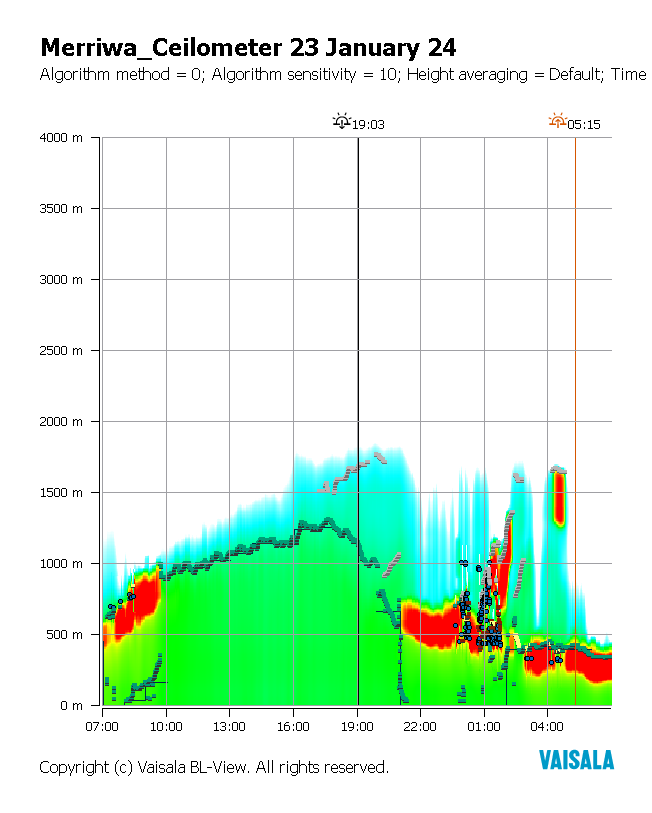 Merriwa_Ceilometer 23 January 24
Algorithm method = 0; Algorithm sensitivity = 10; Height averaging = Default; Time
19:03 05:15
4000 m
3500 m
3000 m
2500 m
2000 m
1500 m
1000 m
500 m
0 m
07:00 10:00 13:00 16:00 19:00 22:00 01:00 04:00
Copyright (c) Vaisala BL-View. All rights reserved.
VAISALA